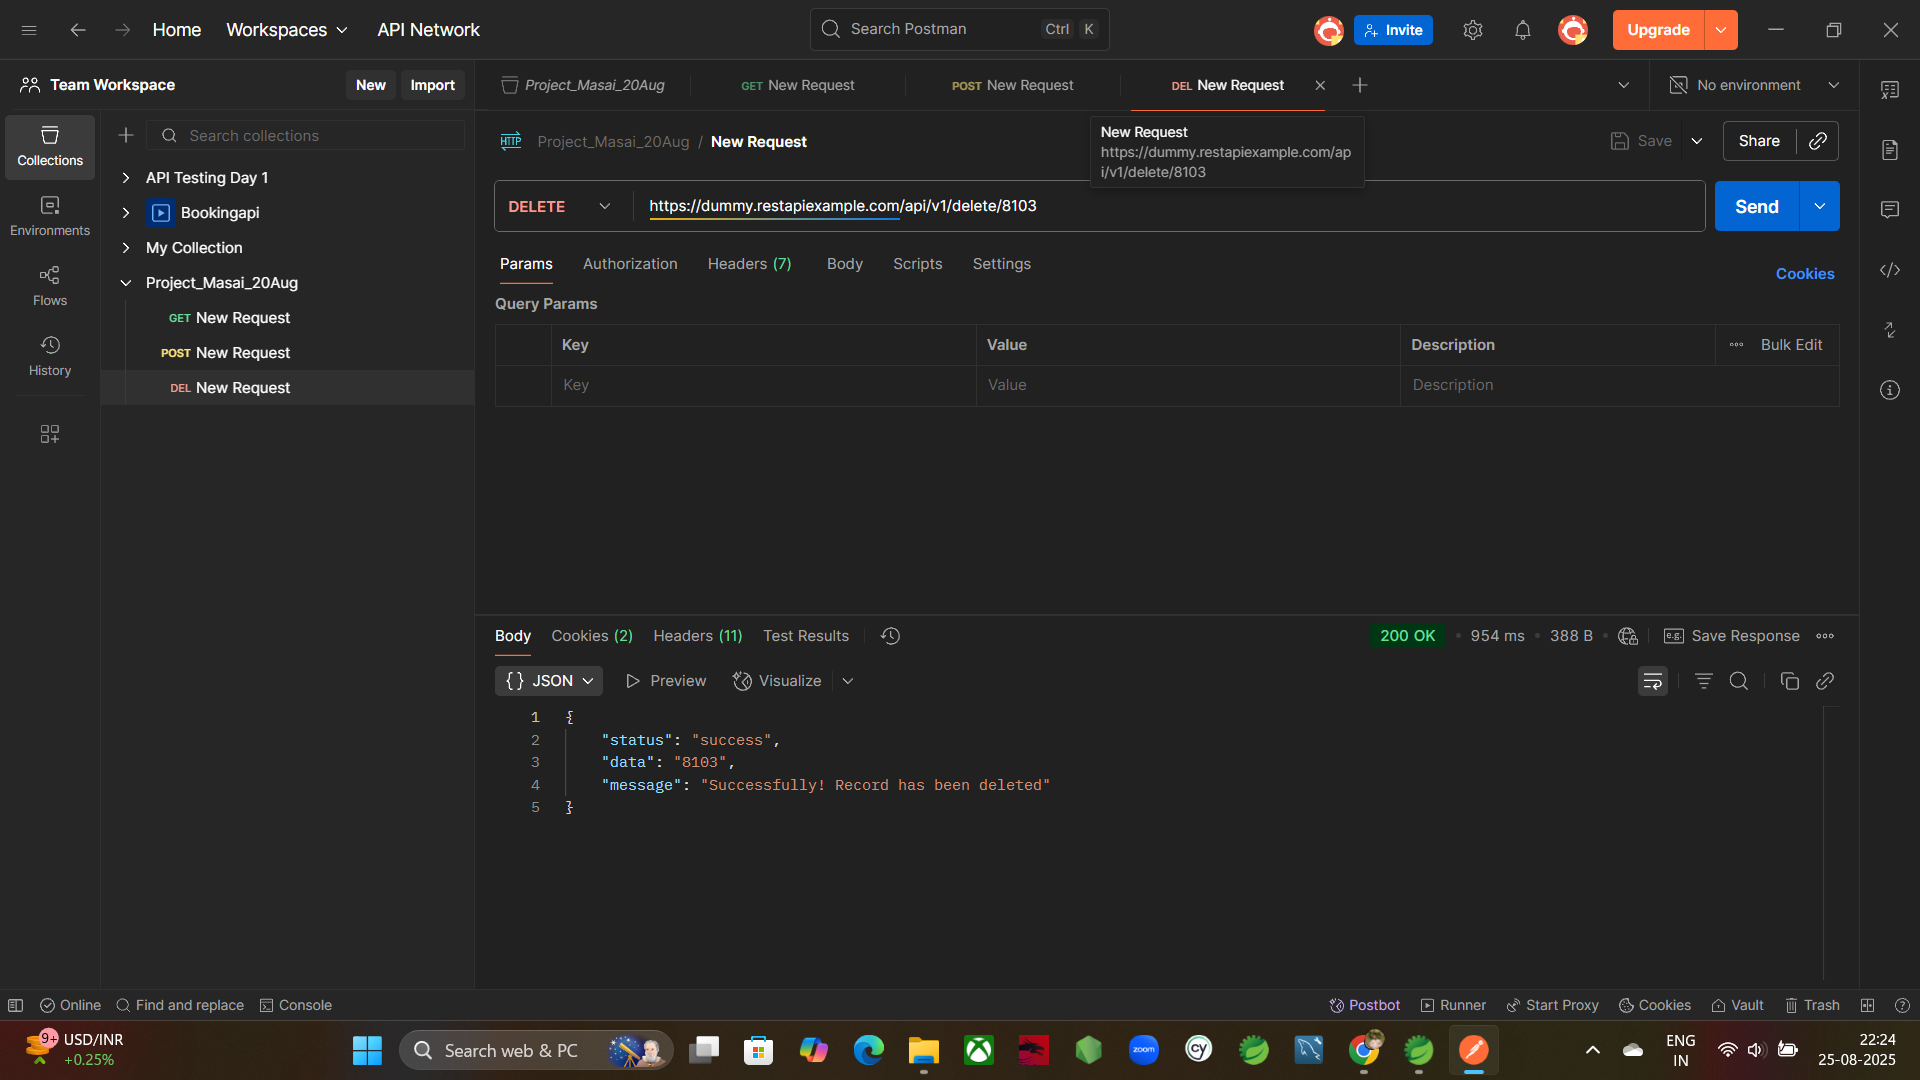 Home
Workspaces
API Network
Search Postman
Ctrl
K
Invite
Upgrade
Team Workspace
New
Import
Project_Masai_20Aug
GET New Request
POST New Request
DEL New Request
No environment
Collections
Search collections
API Testing Day 1
Bookingapi
My Collection
Project_Masai_20Aug
GET New Request
POST New Request
DEL New Request
Environments
Flows
History
HTTP
Project_Masai_20Aug / New Request
New Request
https://dummy.restapiexample.com/ap
i/v1/delete/8103
Save
Share
DELETE
https://dummy.restapiexample.com/api/v1/delete/8103
Send
Params
Authorization
Headers (7)
Body
Scripts
Settings
Cookies
Query Params
Key
Value
Description
Bulk Edit
Key
Value
Description
Body
Cookies (2)
Headers (11)
Test Results
200 OK
954 ms
388 B
e.g.
Save Response
{} JSON
Preview
Visualize
1 {
2 "status": "success",
3 "data": "8103",
4 "message": "Successfully! Record has been deleted"
5 }
Online
Find and replace
Console
Postbot
Runner
Start Proxy
Cookies
Vault
Trash
9+
USD/INR
+0.25%
Search web & PC
zoom
cy
ENG
IN
22:24
25-08-2025